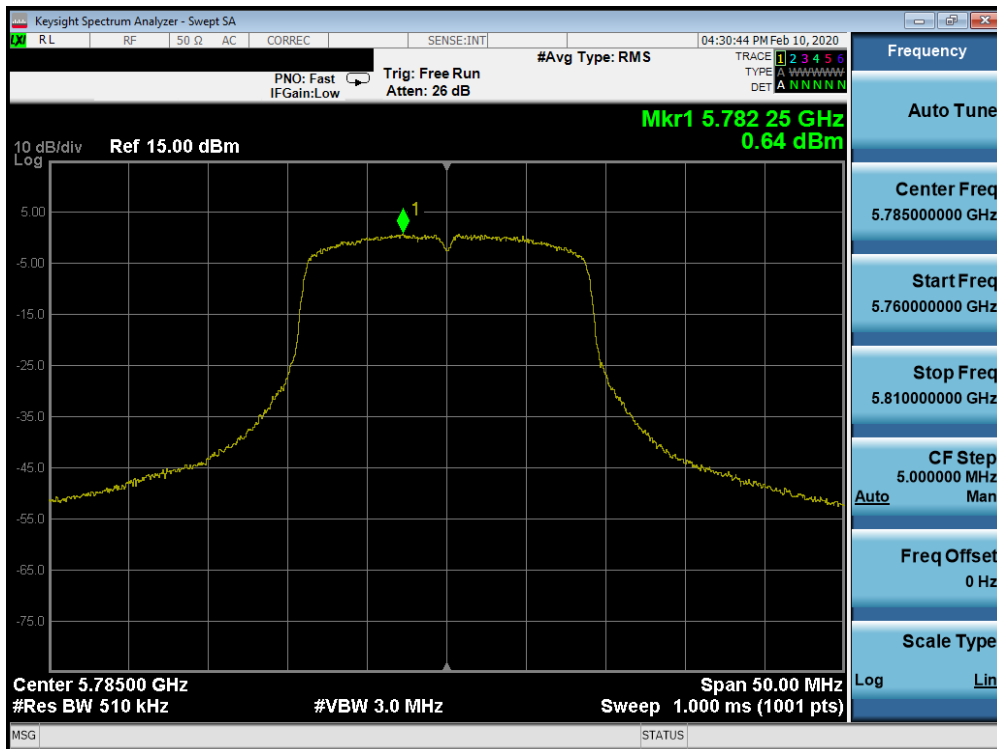 Keysight Spectrum Analyzer - Swept SA
LXI RL RF 50 Ω AC CORREC SENSE:INT 04:30:44 PM Feb 10, 2020
Frequency
#Avg Type: RMS
TRACE 1 2 3 4 5 6
PNO: Fast Trig: Free Run
TYPE A WWWWW
IFGain:Low Atten: 26 dB
DET A N N N N N
Auto Tune
Mkr1 5.782 25 GHz
0.64 dBm
10 dB/div Ref 15.00 dBm
Log
1
5.00
-5.00
-15.0
-25.0
-35.0
-45.0
-55.0
-65.0
-75.0
Center Freq
5.785000000 GHz
Start Freq
5.760000000 GHz
Stop Freq
5.810000000 GHz
CF Step
5.000000 MHz
Auto Man
Freq Offset
0 Hz
Scale Type
Log Lin
Center 5.78500 GHz Span 50.00 MHz
#Res BW 510 kHz #VBW 3.0 MHz Sweep 1.000 ms (1001 pts)
MSG STATUS